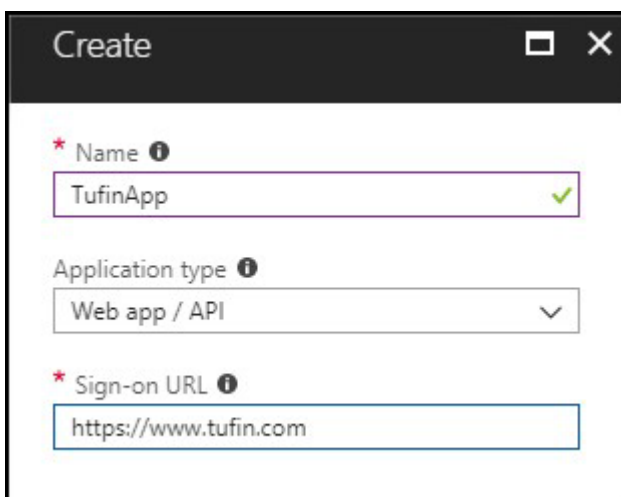 Create
* Name
TufinApp
Application type
Web app / API
* Sign-on URL
https://www.tufin.com